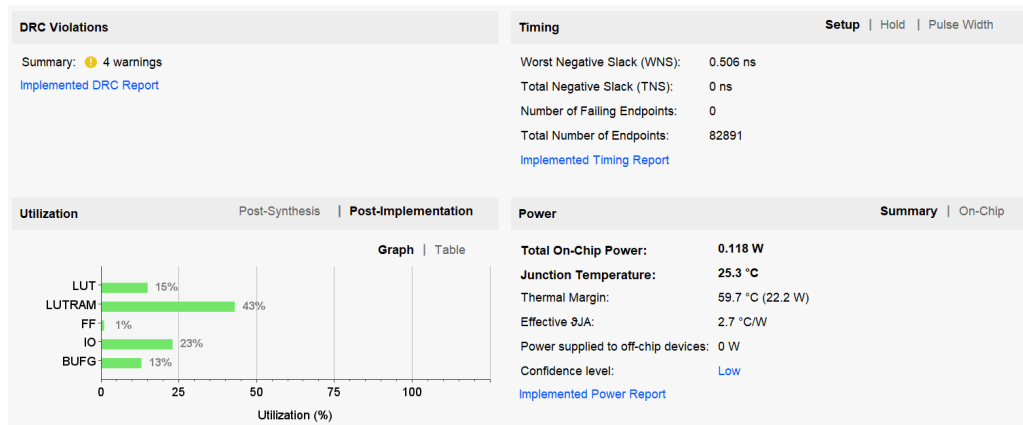 DRC Violations
Summary: 4 warnings
Implemented DRC Report
Timing Setup | Hold | Pulse Width
Worst Negative Slack (WNS): 0.506 ns
Total Negative Slack (TNS): 0 ns
Number of Failing Endpoints: 0
Total Number of Endpoints: 82891
Implemented Timing Report
Utilization Post-Synthesis | Post-Implementation
Graph | Table
LUT 15%
LUTRAM 43%
FF 1%
IO 23%
BUFG 13%
0 25 50 75 100
Utilization (%)
Power Summary | On-Chip
Total On-Chip Power: 0.118 W
Junction Temperature: 25.3 °C
Thermal Margin: 59.7 °C (22.2 W)
Effective ϑJA: 2.7 °C/W
Power supplied to off-chip devices: 0 W
Confidence level: Low
Implemented Power Report